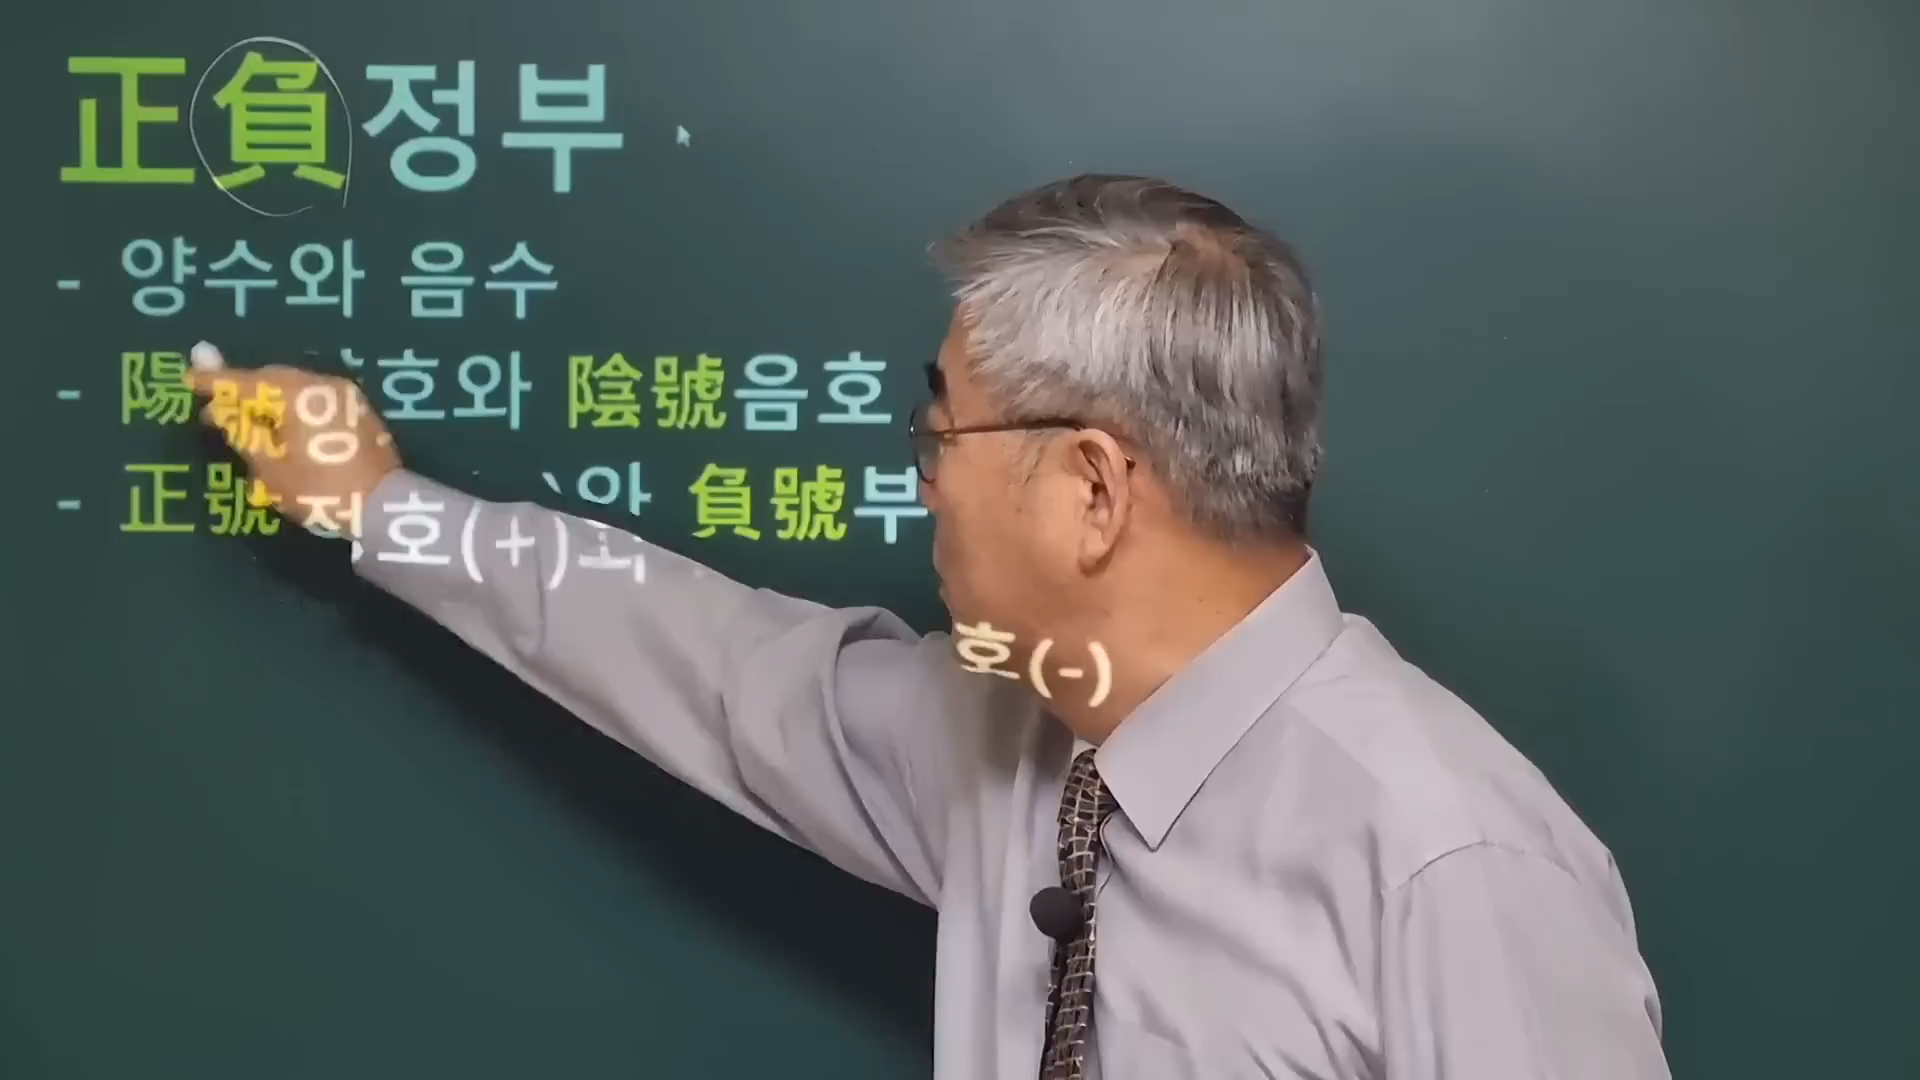 正負정부
- 양수와 음수
- 陽號양호와 陰號음호
- 正號정호(+)와 負號부호(-)